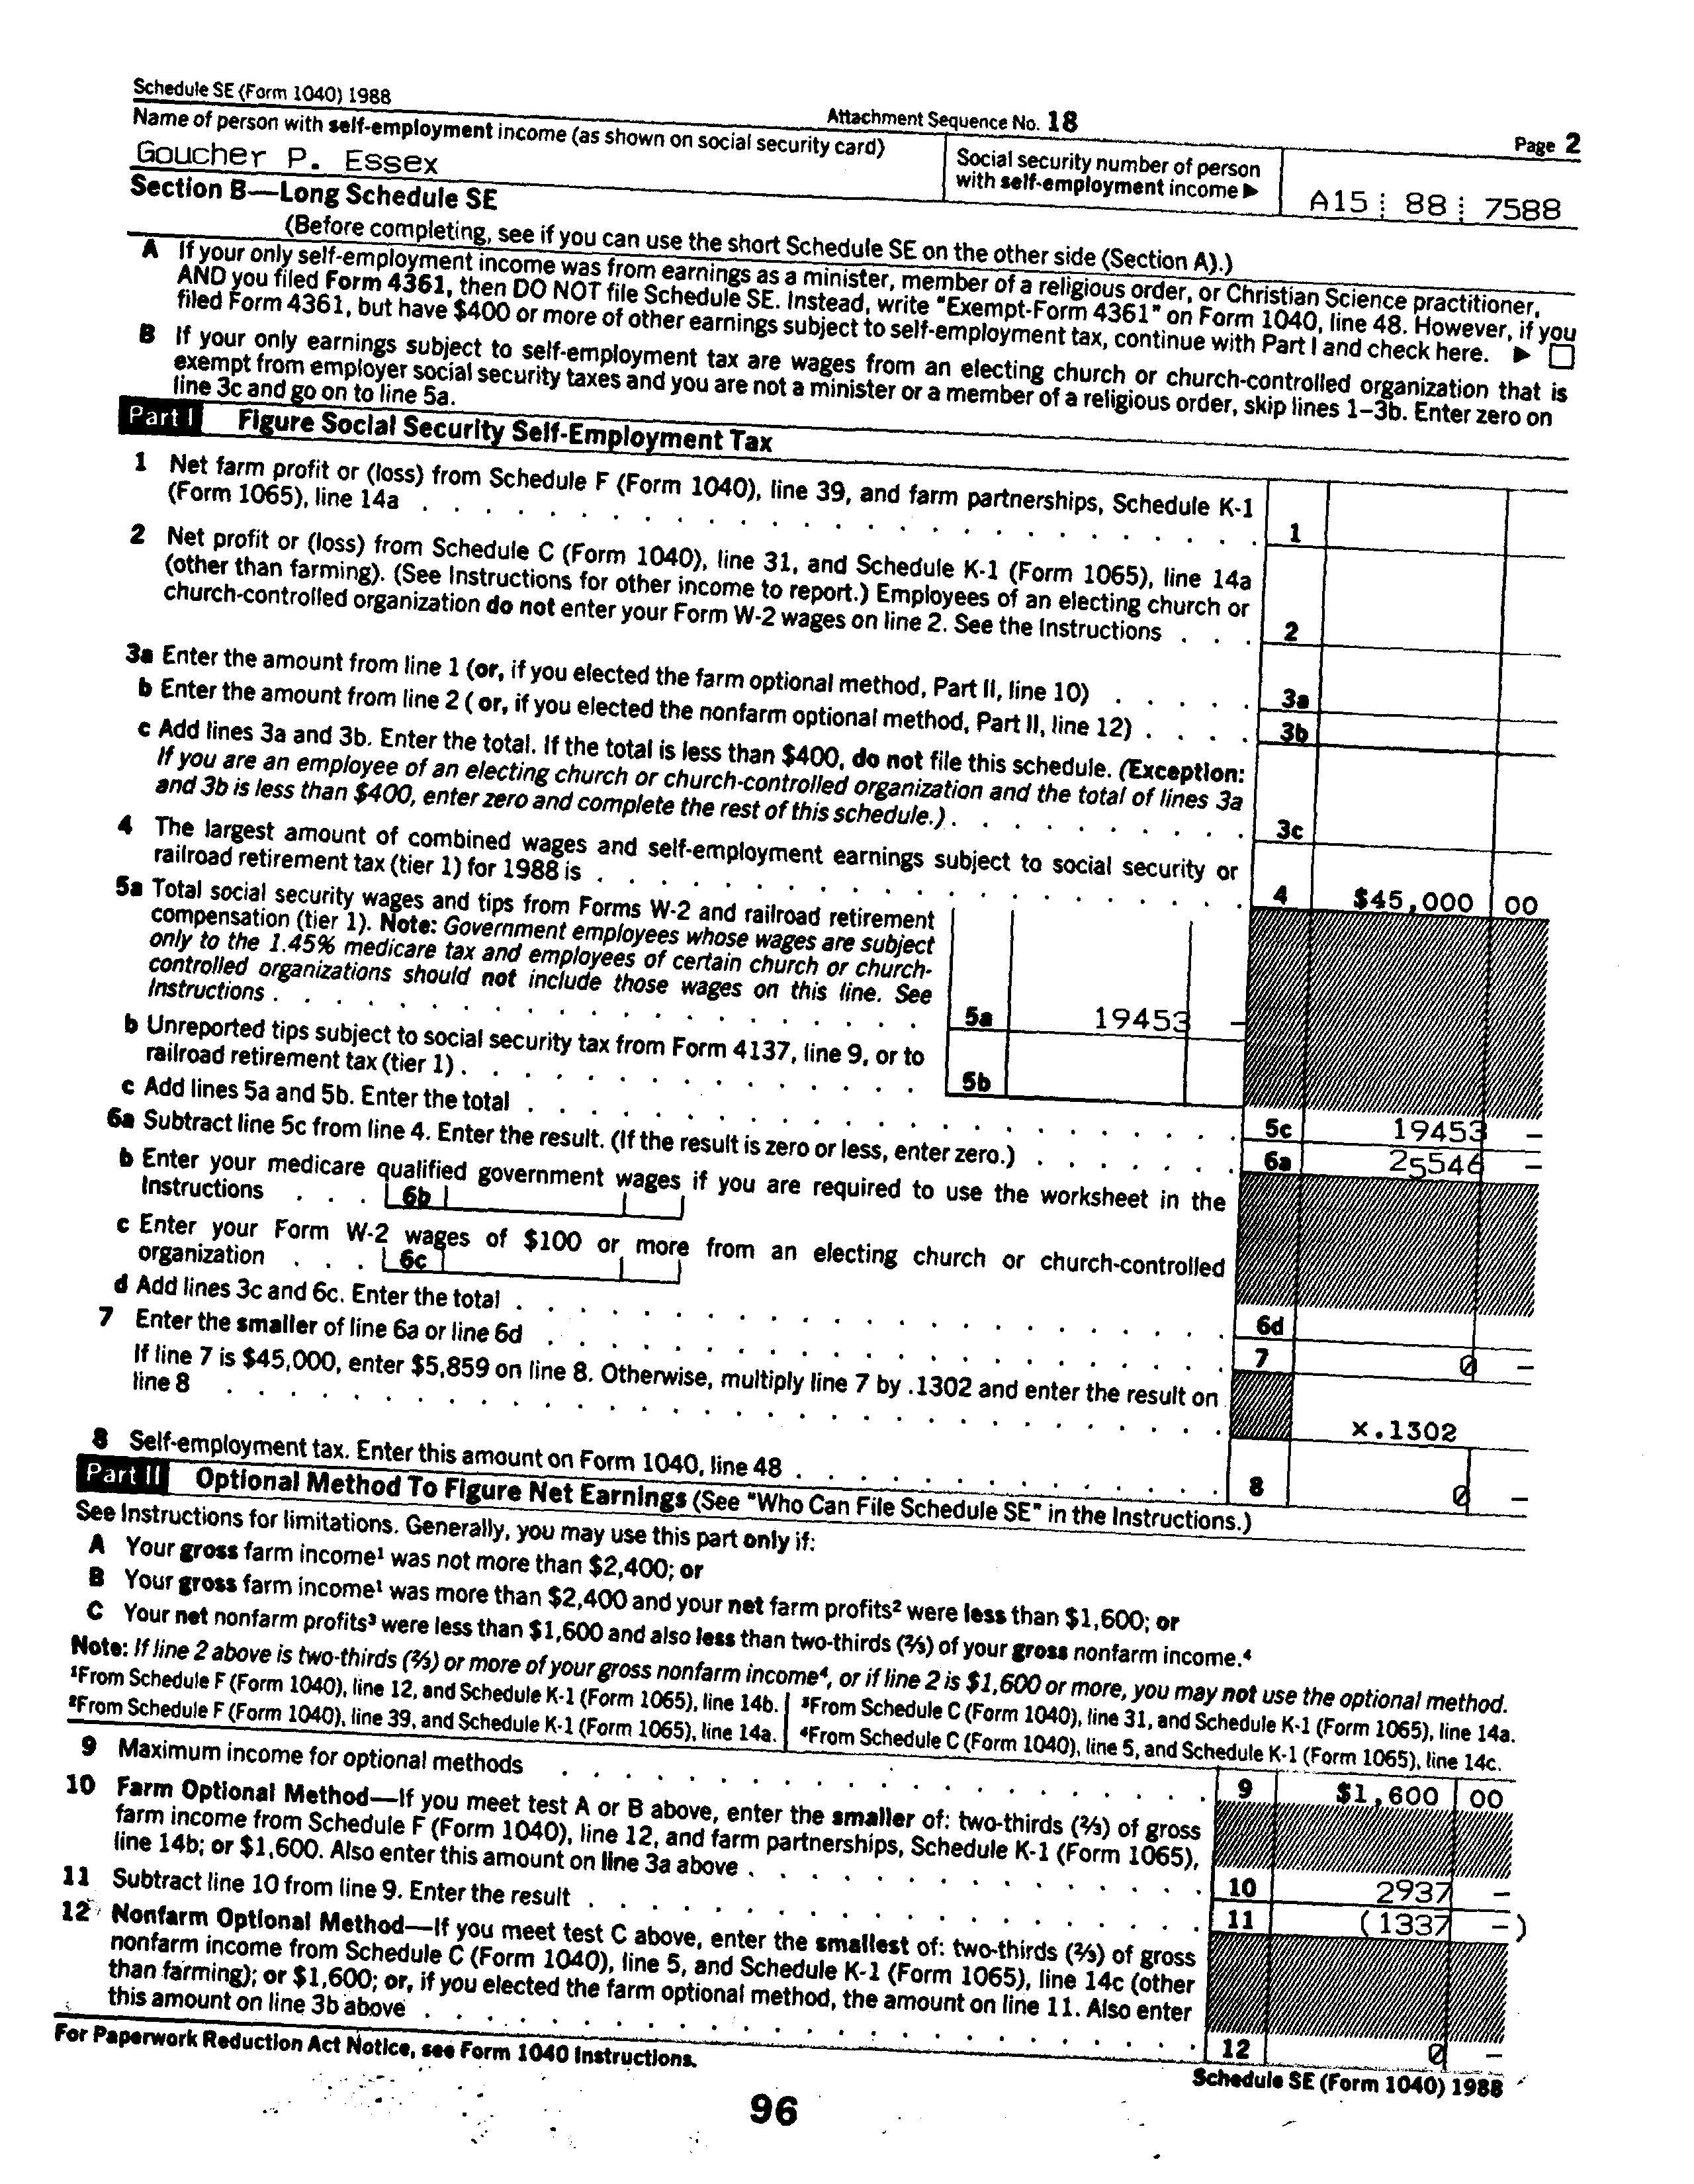 Schedule SE (Form 1040) 1988
Attachment Sequence No. 18
Page 2
Name of person with self-employment income (as shown on social security card)
Goucher P. Essex
Social security number of person
with self-employment income ▶
A15 88 7588
Section B—Long Schedule SE
(Before completing, see if you can use the short Schedule SE on the other side (Section A).)
A If your only self-employment income was from earnings as a minister, member of a religious order, or Christian Science practitioner,
AND you filed Form 4361, then DO NOT file Schedule SE. Instead, write "Exempt-Form 4361" on Form 1040, line 48. However, if you
filed Form 4361, but have $400 or more of other earnings subject to self-employment tax, continue with Part I and check here. ▶ □
B If your only earnings subject to self-employment tax are wages from an electing church or church-controlled organization that is
exempt from employer social security taxes and you are not a minister or a member of a religious order, skip lines 1–3b. Enter zero on
line 3c and go on to line 5a.
Part I Figure Social Security Self-Employment Tax
1 Net farm profit or (loss) from Schedule F (Form 1040), line 39, and farm partnerships, Schedule K-1
(Form 1065), line 14a . . . . . . . . . . . . . . . . . . . . . . . . 1
2 Net profit or (loss) from Schedule C (Form 1040), line 31, and Schedule K-1 (Form 1065), line 14a
(other than farming). (See Instructions for other income to report.) Employees of an electing church or
church-controlled organization do not enter your Form W-2 wages on line 2. See the Instructions . . . 2
3a Enter the amount from line 1 (or, if you elected the farm optional method, Part II, line 10) . . . . . 3a
b Enter the amount from line 2 ( or, if you elected the nonfarm optional method, Part II, line 12) . . . . 3b
c Add lines 3a and 3b. Enter the total. If the total is less than $400, do not file this schedule. (Exception:
If you are an employee of an electing church or church-controlled organization and the total of lines 3a
and 3b is less than $400, enter zero and complete the rest of this schedule.) . . . . . . . . . . 3c
4 The largest amount of combined wages and self-employment earnings subject to social security or
railroad retirement tax (tier 1) for 1988 is . . . . . . . . . . . . . . . . . . . 4 $45,000 00
5a Total social security wages and tips from Forms W-2 and railroad retirement
compensation (tier 1). Note: Government employees whose wages are subject
only to the 1.45% medicare tax and employees of certain church or church-
controlled organizations should not include those wages on this line. See
Instructions . . . . . . . . . . . . . . . . . . 5a 19453 –
b Unreported tips subject to social security tax from Form 4137, line 9, or to
railroad retirement tax (tier 1) . . . . . . . . . . . . . . 5b
c Add lines 5a and 5b. Enter the total . . . . . . . . . . . . . . . . . . . . . 5c 19453 –
6a Subtract line 5c from line 4. Enter the result. (If the result is zero or less, enter zero.) . . . . . . . 6a 25546 –
b Enter your medicare qualified government wages if you are required to use the worksheet in the
Instructions . . . 6b
c Enter your Form W-2 wages of $100 or more from an electing church or church-controlled
organization . . . 6c
d Add lines 3c and 6c. Enter the total . . . . . . . . . . . . . . . . . . . . . 6d
7 Enter the smaller of line 6a or line 6d . . . . . . . . . . . . . . . . . . . . 7 0 –
If line 7 is $45,000, enter $5,859 on line 8. Otherwise, multiply line 7 by .1302 and enter the result on
line 8 . . . . . . . . . . . . . . . . . . . . . . . . . . . x.1302
8 Self-employment tax. Enter this amount on Form 1040, line 48 . . . . . . . . . . . . . 8 0 –
Part II Optional Method To Figure Net Earnings (See "Who Can File Schedule SE" in the Instructions.)
See Instructions for limitations. Generally, you may use this part only if:
A Your gross farm income¹ was not more than $2,400; or
B Your gross farm income¹ was more than $2,400 and your net farm profits² were less than $1,600; or
C Your net nonfarm profits³ were less than $1,600 and also less than two-thirds (⅔) of your gross nonfarm income.⁴
Note: If line 2 above is two-thirds (⅔) or more of your gross nonfarm income⁴, or if line 2 is $1,600 or more, you may not use the optional method.
¹From Schedule F (Form 1040), line 12, and Schedule K-1 (Form 1065), line 14b.
²From Schedule F (Form 1040), line 39, and Schedule K-1 (Form 1065), line 14a.
³From Schedule C (Form 1040), line 31, and Schedule K-1 (Form 1065), line 14a.
⁴From Schedule C (Form 1040), line 5, and Schedule K-1 (Form 1065), line 14c.
9 Maximum income for optional methods . . . . . . . . . . . . . . . . . . . 9 $1,600 00
10 Farm Optional Method—If you meet test A or B above, enter the smaller of: two-thirds (⅔) of gross
farm income from Schedule F (Form 1040), line 12, and farm partnerships, Schedule K-1 (Form 1065),
line 14b; or $1,600. Also enter this amount on line 3a above . . . . . . . . . . . . . . 10 2937 –
11 Subtract line 10 from line 9. Enter the result . . . . . . . . . . . . . . . . . . 11 (1337 –)
12 Nonfarm Optional Method—If you meet test C above, enter the smallest of: two-thirds (⅔) of gross
nonfarm income from Schedule C (Form 1040), line 5, and Schedule K-1 (Form 1065), line 14c (other
than farming); or $1,600; or, if you elected the farm optional method, the amount on line 11. Also enter
this amount on line 3b above . . . . . . . . . . . . . . . . . . . . . . . 12 0 –
For Paperwork Reduction Act Notice, see Form 1040 Instructions.
Schedule SE (Form 1040) 1988
96